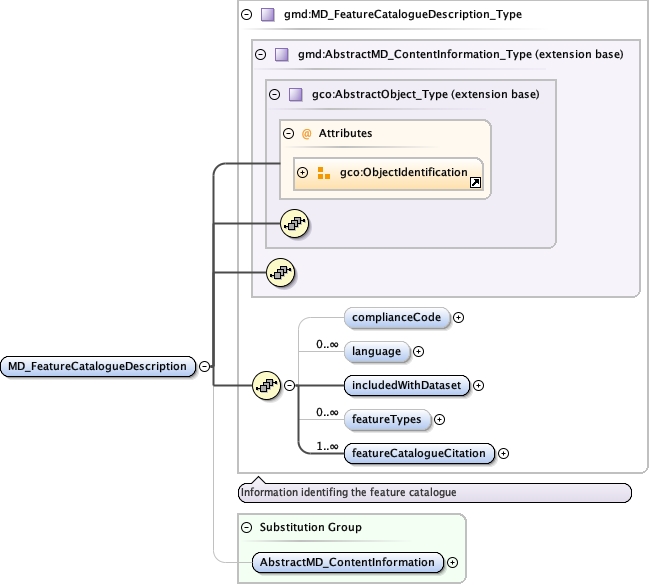 gmd:MD_FeatureCatalogueDescription_Type
gmd:AbstractMD_ContentInformation_Type (extension base)
gco:AbstractObject_Type (extension base)
@ Attributes
gco:ObjectIdentification
complianceCode
0..∞
language
MD_FeatureCatalogueDescription
includedWithDataset
0..∞
featureTypes
1..∞
featureCatalogueCitation
Information identifing the feature catalogue
Substitution Group
AbstractMD_ContentInformation